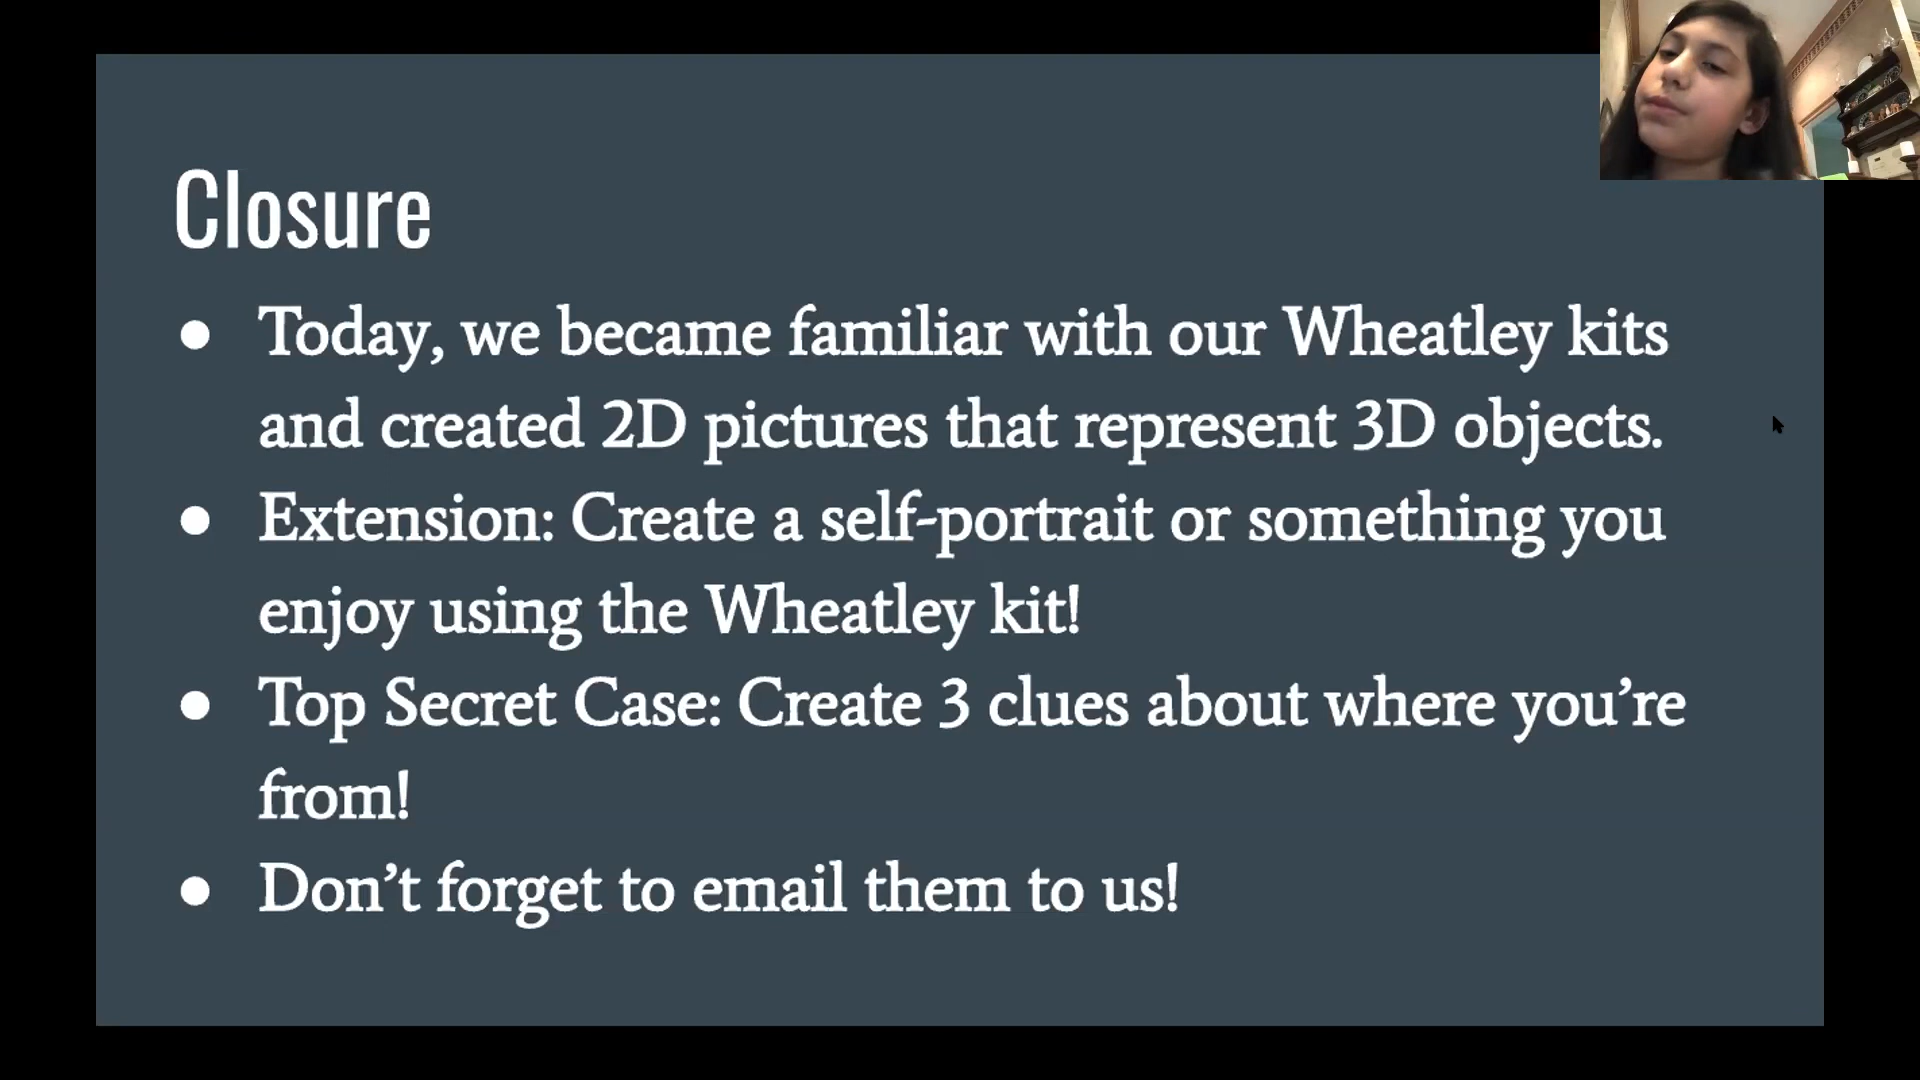 Closure
● Today, we became familiar with our Wheatley kits
and created 2D pictures that represent 3D objects.
● Extension: Create a self-portrait or something you
enjoy using the Wheatley kit!
● Top Secret Case: Create 3 clues about where you’re
from!
● Don’t forget to email them to us!